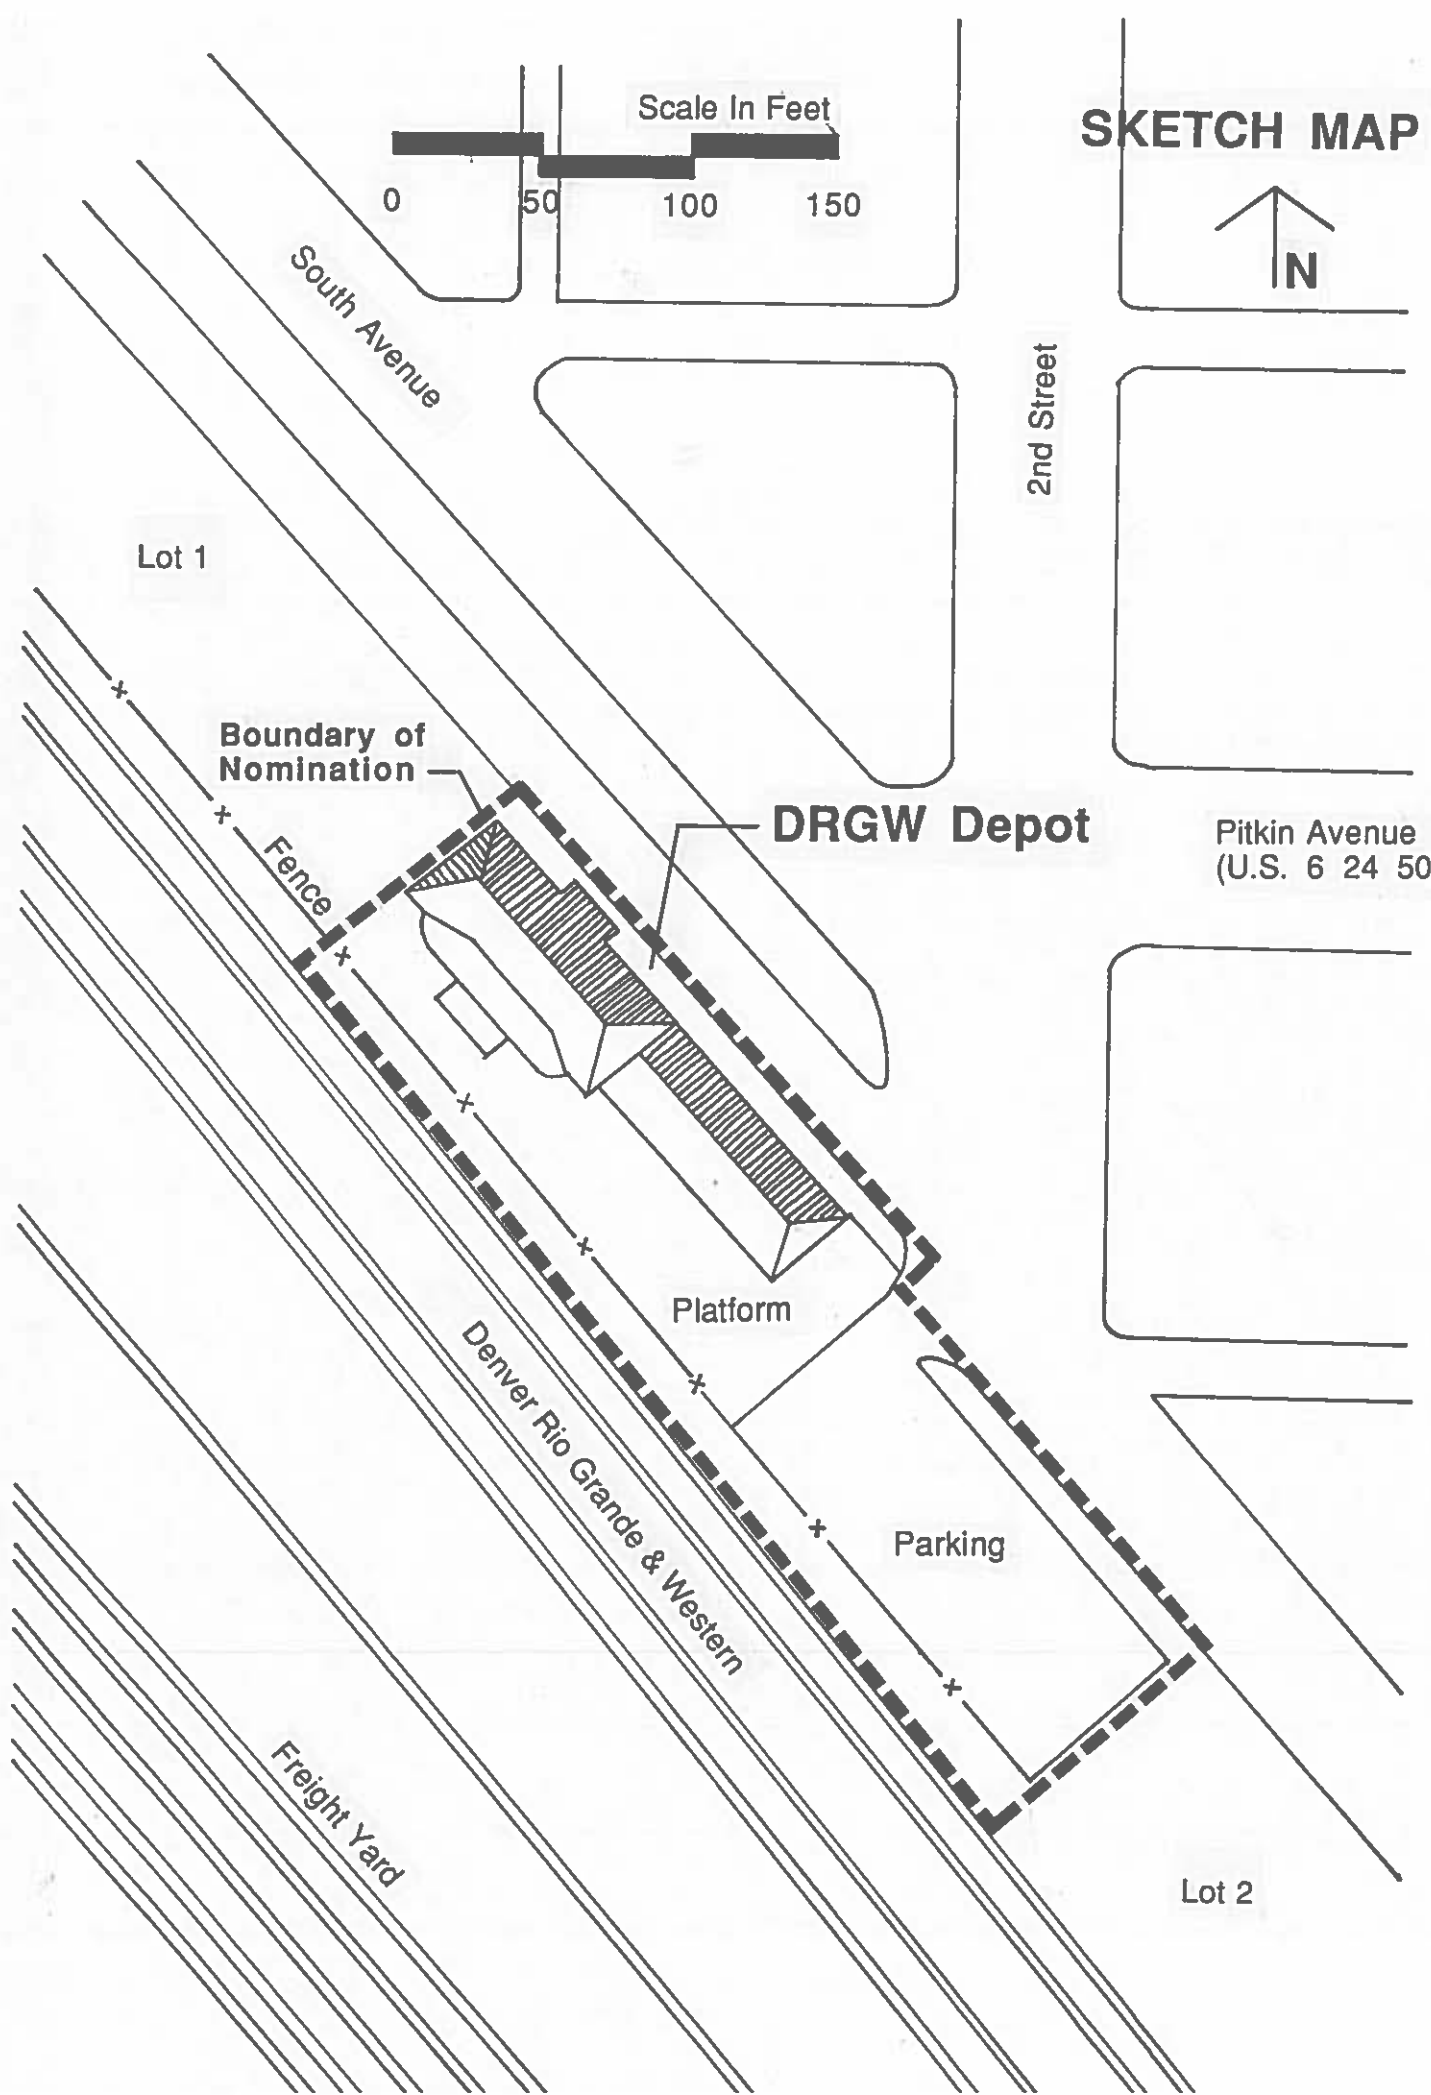 Scale In Feet
SKETCH MAP
0 50 100 150
N
South Avenue
2nd Street
Lot 1
Boundary of
Nomination
DRGW Depot
Pitkin Avenue
(U.S. 6 24 50
Fence
Platform
Denver Rio Grande & Western
Parking
Freight Yard
Lot 2